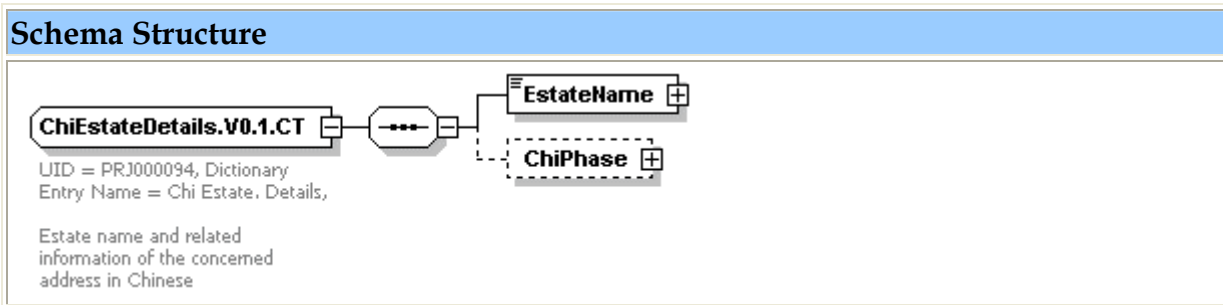 Schema Structure
EstateName
ChiEstateDetails.V0.1.CT
ChiPhase
UID = PRJ000094, Dictionary
Entry Name = Chi Estate. Details,
Estate name and related
information of the concerned
address in Chinese